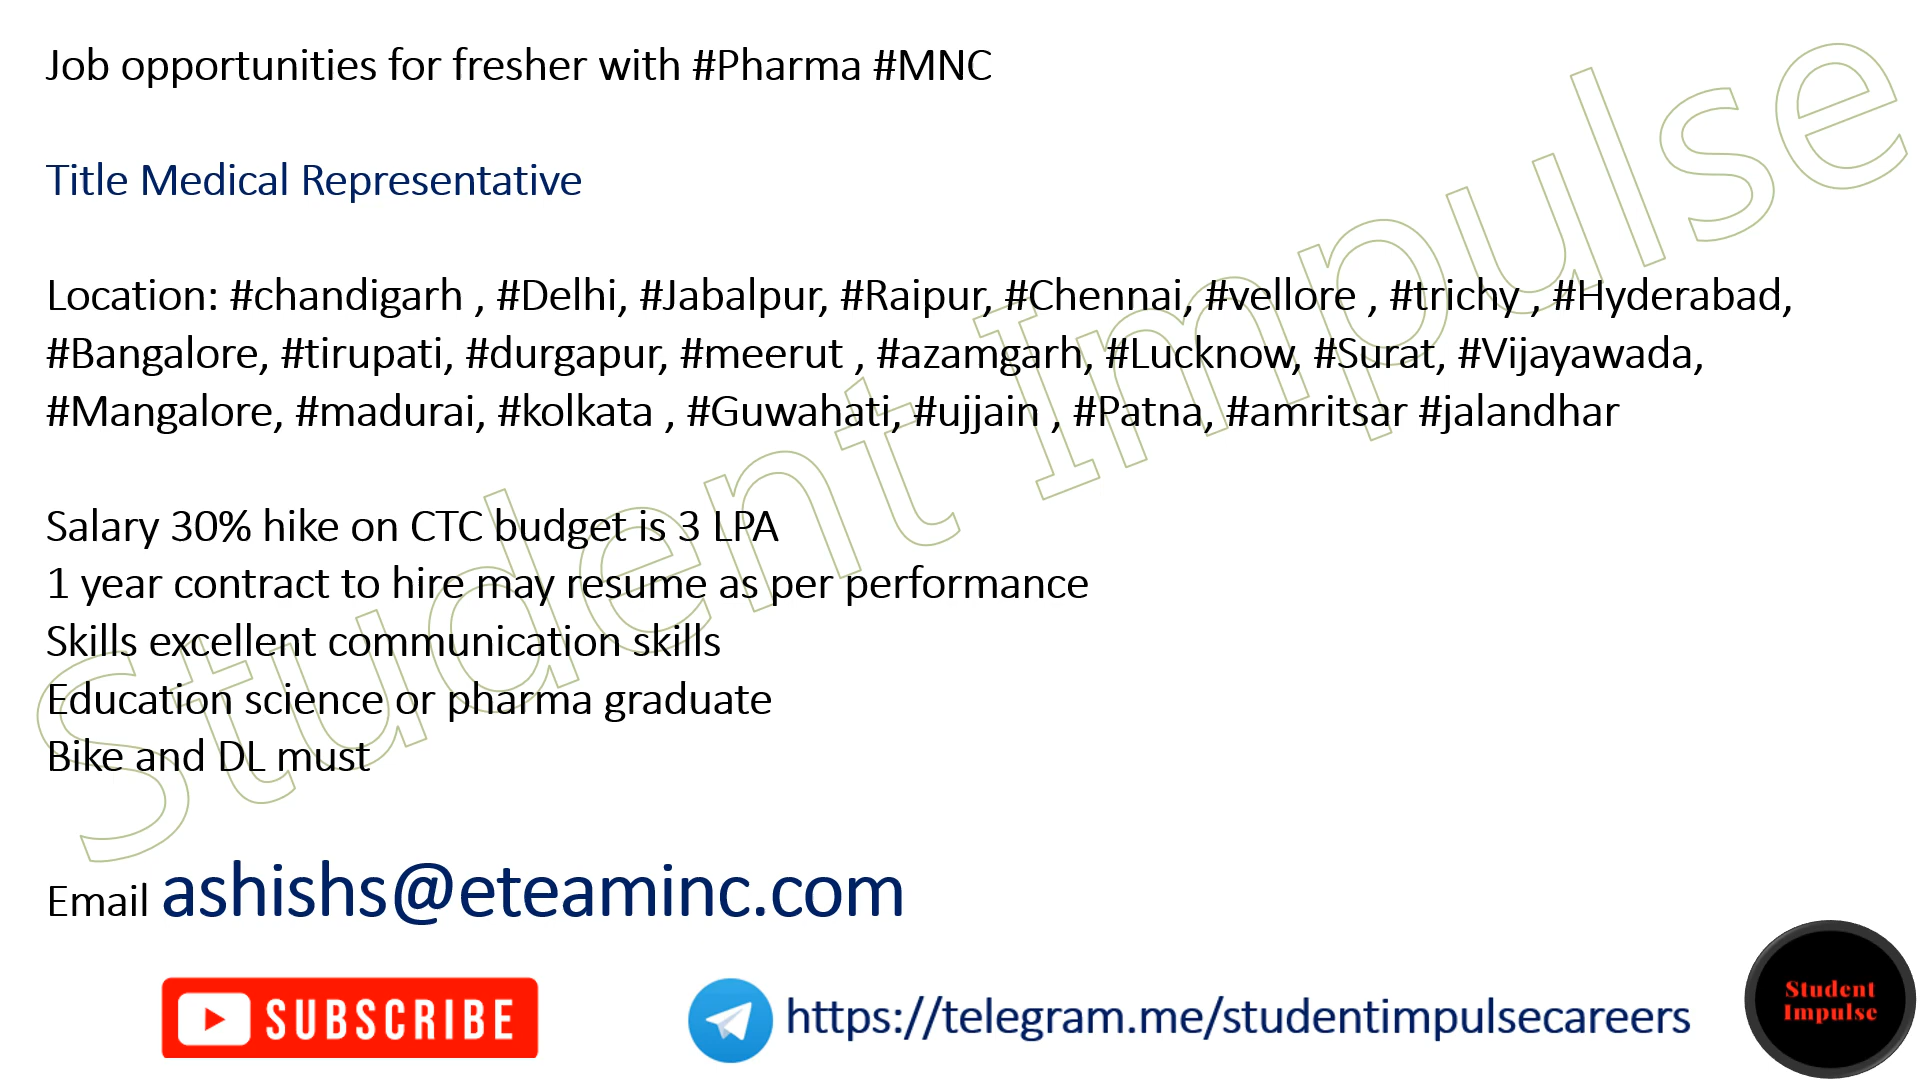 Job opportunities for fresher with #Pharma #MNC
Title Medical Representative
Location: #chandigarh , #Delhi, #Jabalpur, #Raipur, #Chennai, #vellore , #trichy , #Hyderabad,
#Bangalore, #tirupati, #durgapur, #meerut , #azamgarh, #Lucknow, #Surat, #Vijayawada,
#Mangalore, #madurai, #kolkata , #Guwahati, #ujjain , #Patna, #amritsar #jalandhar
Salary 30% hike on CTC budget is 3 LPA
1 year contract to hire may resume as per performance
Skills excellent communication skills
Education science or pharma graduate
Bike and DL must
Email ashishs@eteaminc.com
SUBSCRIBE
https://telegram.me/studentimpulsecareers
Student
Impulse
Student Impulse